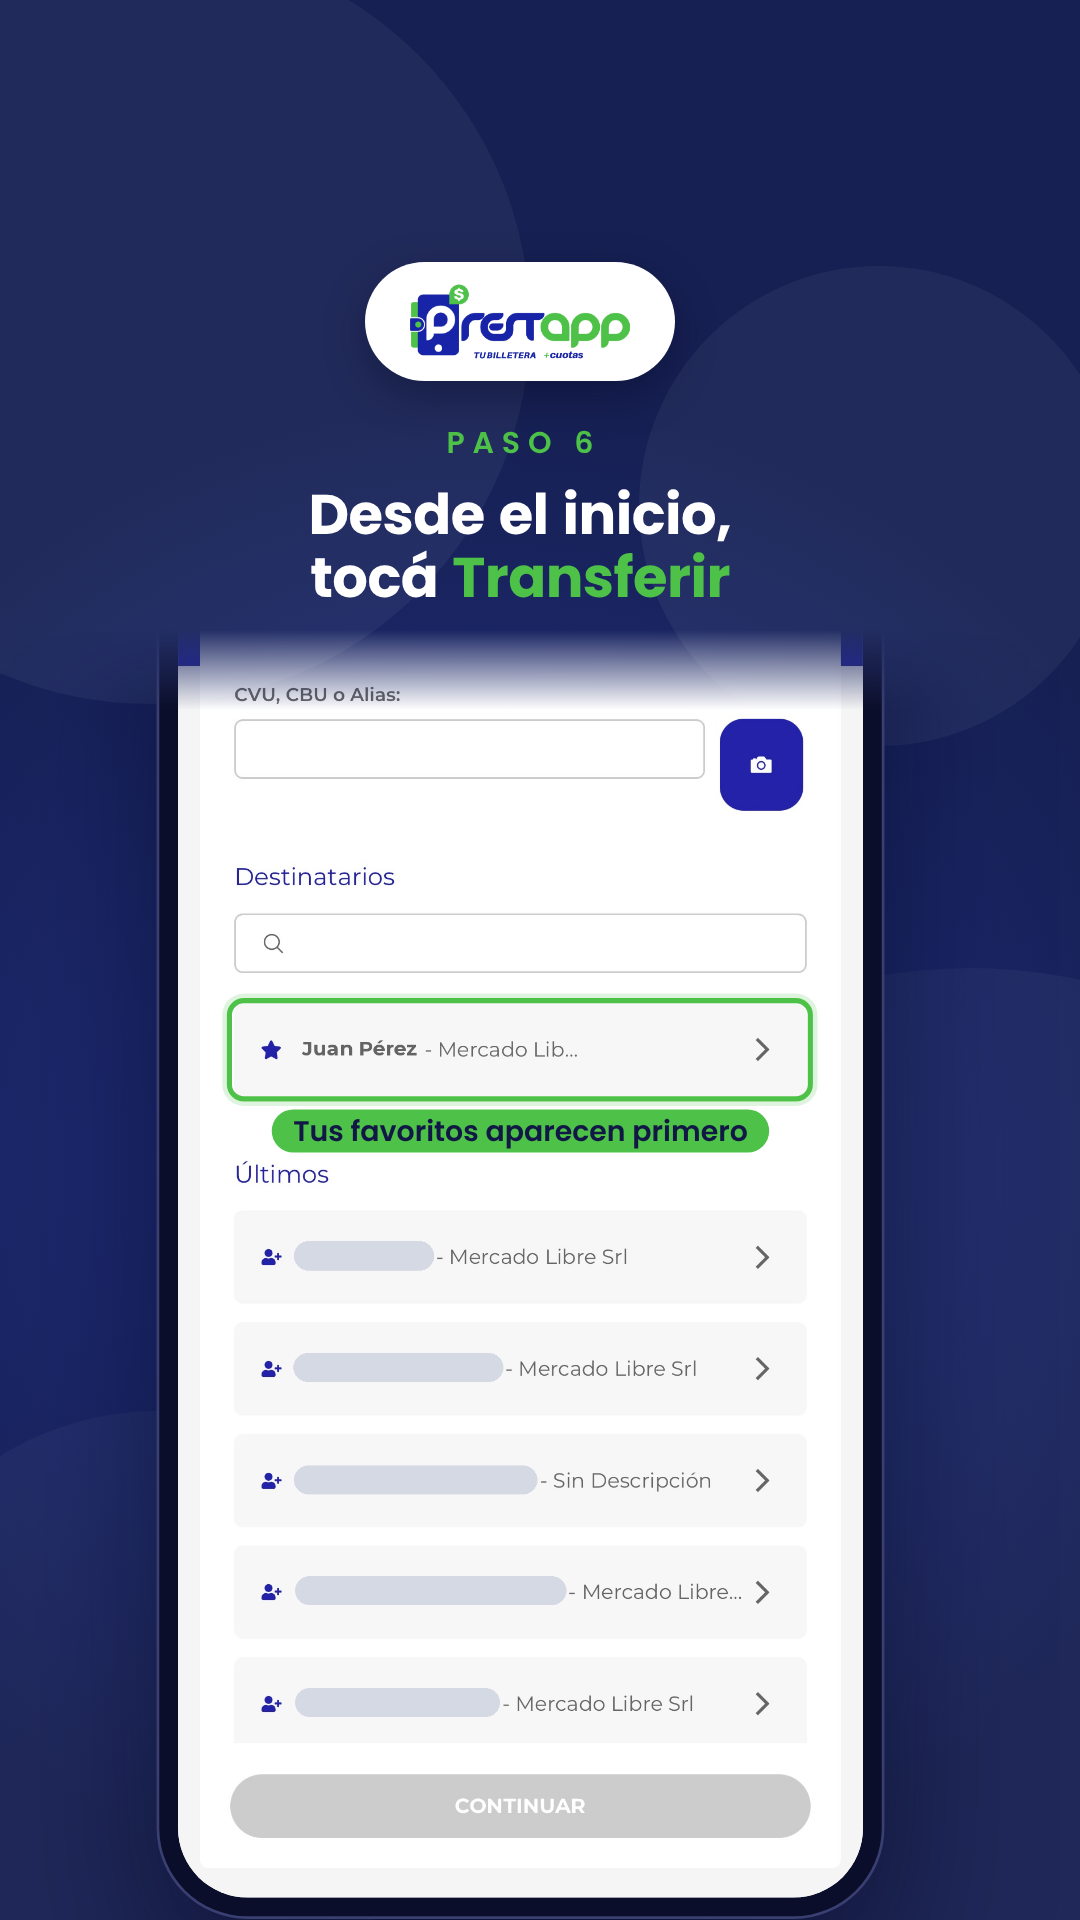 Prestapp
TU BILLETERA +cuotas
PASO 6
Desde el inicio,
tocá Transferir
CVU, CBU o Alias:
Destinatarios
Juan Pérez - Mercado Lib...
Tus favoritos aparecen primero
Últimos
- Mercado Libre Srl
- Mercado Libre Srl
- Sin Descripción
- Mercado Libre...
- Mercado Libre Srl
CONTINUAR